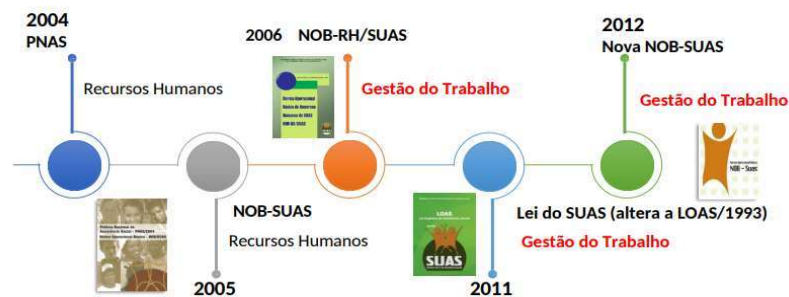 2004
PNAS
Recursos Humanos
NOB-SUAS
Recursos Humanos
2005
2006 NOB-RH/SUAS
Gestão do Trabalho
LOAS
SUAS
Lei do SUAS (altera a LOAS/1993)
Gestão do Trabalho
2011
2012
Nova NOB-SUAS
Gestão do Trabalho
NOB - Suas